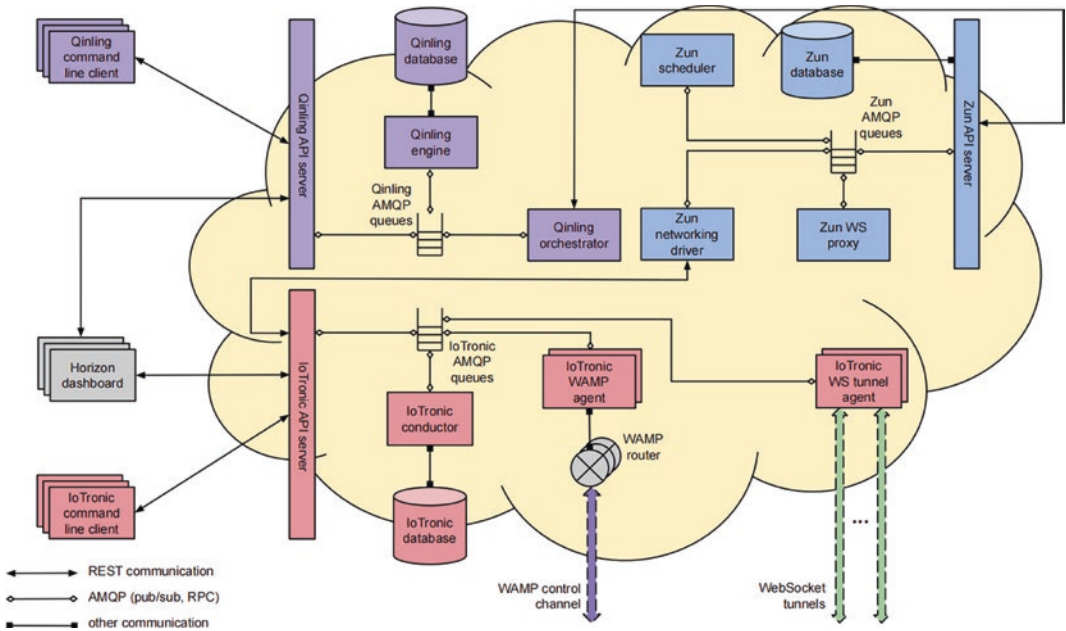 Qinling
command
line client
Qinling API server
Qinling
database
Qinling
engine
Qinling
AMQP
queues
Qinling
orchestrator
Zun
scheduler
Zun
database
Zun
AMQP
queues
Zun API server
Zun
networking
driver
Zun WS
proxy
Horizon
dashboard
IoTronic API server
IoTronic
AMQP
queues
IoTronic
WAMP
agent
IoTronic
WS tunnel
agent
IoTronic
conductor
WAMP
router
IoTronic
command
line client
IoTronic
database
...
REST communication
AMQP (pub/sub, RPC)
other communication
WAMP control
channel
WebSocket
tunnels